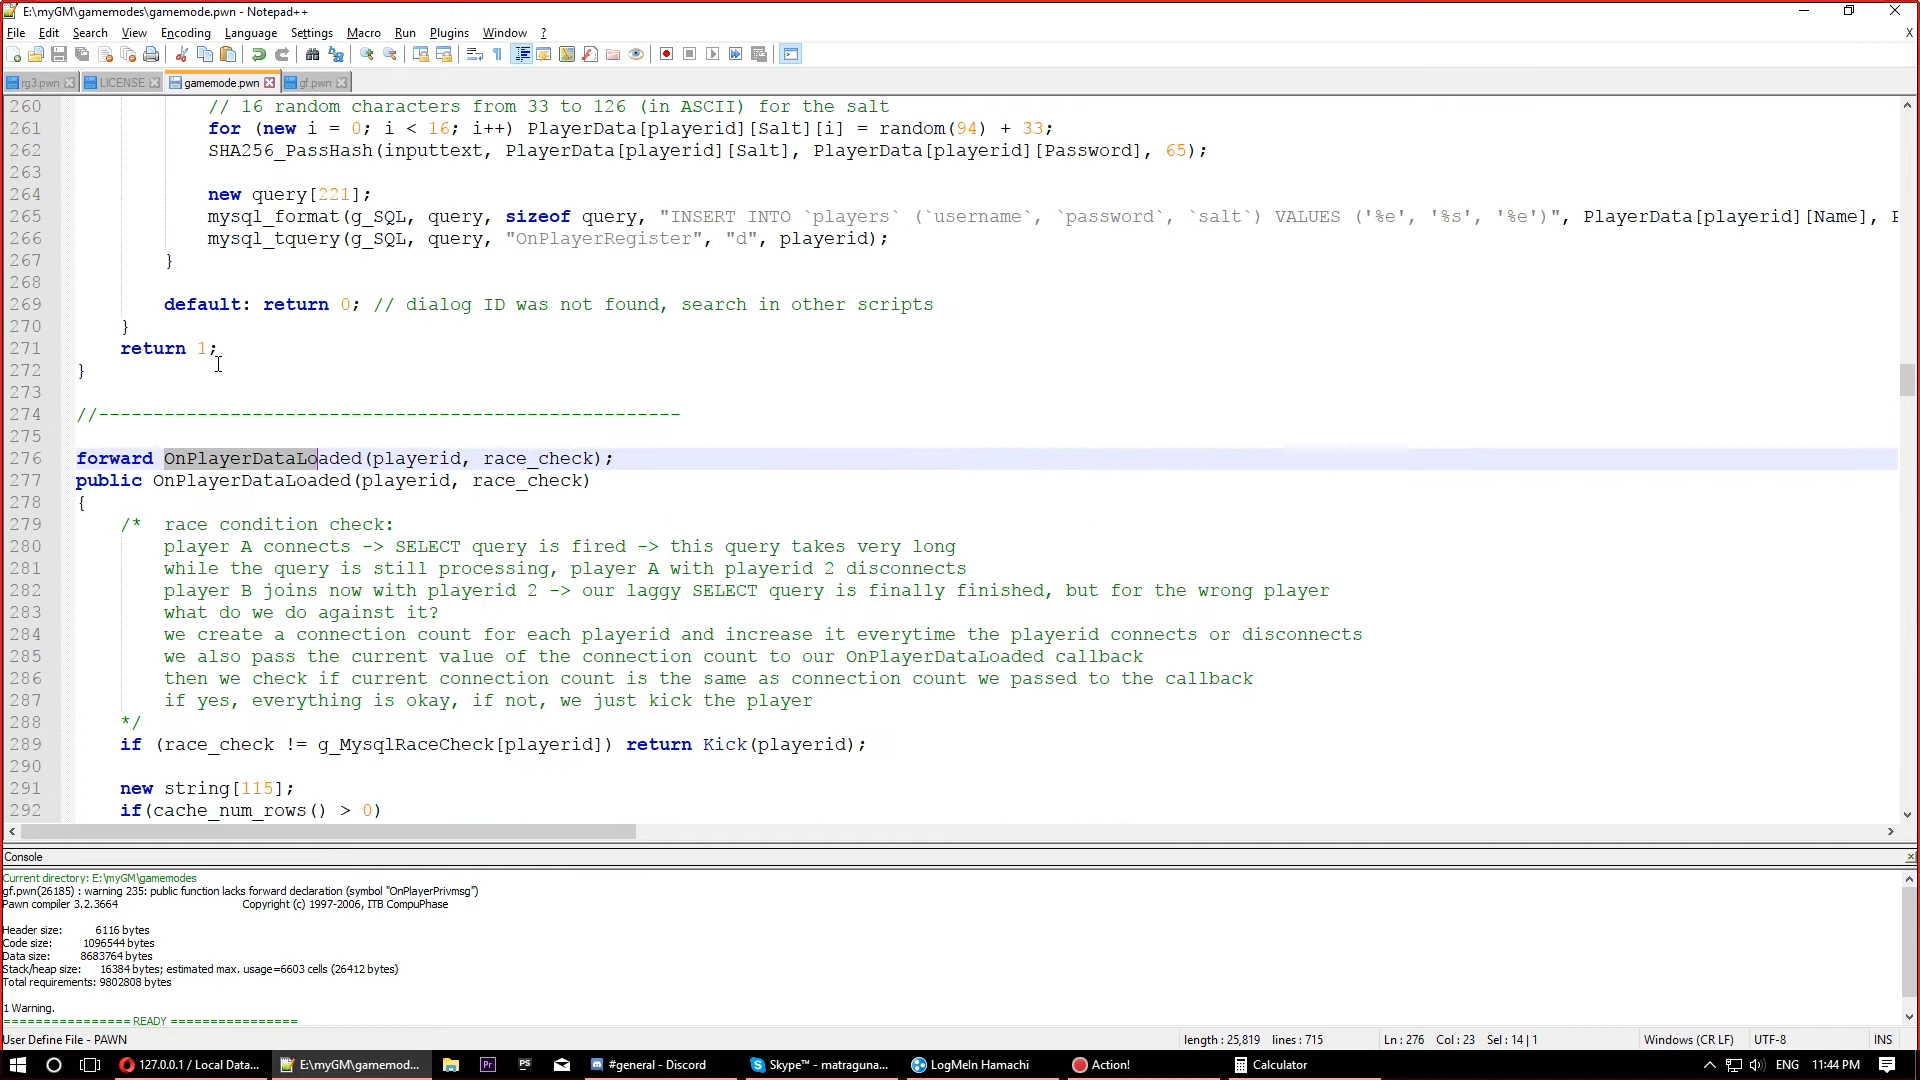 E:\myGM\gamemodes\gamemode.pwn - Notepad++
File Edit Search View Encoding Language Settings Macro Run Plugins Window ? X
rg3.pwn LICENSE gamemode.pwn gf.pwn
260 // 16 random characters from 33 to 126 (in ASCII) for the salt
261 for (new i = 0; i < 16; i++) PlayerData[playerid][Salt][i] = random(94) + 33;
262 SHA256_PassHash(inputtext, PlayerData[playerid][Salt], PlayerData[playerid][Password], 65);
263
264 new query[221];
265 mysql_format(g_SQL, query, sizeof query, "INSERT INTO `players` (`username`, `password`, `salt`) VALUES ('%e', '%s', '%e')", PlayerData[playerid][Name],
266 mysql_tquery(g_SQL, query, "OnPlayerRegister", "d", playerid);
267 }
268
269 default: return 0; // dialog ID was not found, search in other scripts
270 }
271 return 1;
272 }
273
274 //-----------------------------------------------------
275
276 forward OnPlayerDataLoaded(playerid, race_check);
277 public OnPlayerDataLoaded(playerid, race_check)
278 {
279 /* race condition check:
280 player A connects -> SELECT query is fired -> this query takes very long
281 while the query is still processing, player A with playerid 2 disconnects
282 player B joins now with playerid 2 -> our laggy SELECT query is finally finished, but for the wrong player
283 what do we do against it?
284 we create a connection count for each playerid and increase it everytime the playerid connects or disconnects
285 we also pass the current value of the connection count to our OnPlayerDataLoaded callback
286 then we check if current connection count is the same as connection count we passed to the callback
287 if yes, everything is okay, if not, we just kick the player
288 */
289 if (race_check != g_MysqlRaceCheck[playerid]) return Kick(playerid);
290
291 new string[115];
292 if(cache_num_rows() > 0)
Console
Current directory: E:\myGM\gamemodes
gf.pwn(26185) : warning 235: public function lacks forward declaration (symbol "OnPlayerPrivmsg")
Pawn compiler 3.2.3664 Copyright (c) 1997-2006, ITB CompuPhase
Header size: 6116 bytes
Code size: 1096544 bytes
Data size: 8683764 bytes
Stack/heap size: 16384 bytes; estimated max. usage=6603 cells (26412 bytes)
Total requirements: 9802808 bytes
1 Warning.
================ READY ================
User Define File - PAWN length: 25,819 lines: 715 Ln: 276 Col: 23 Sel: 14 | 1 Windows (CR LF) UTF-8 INS
127.0.0.1 / Local Data... E:\myGM\gamemod... Pr PS #general - Discord Skype™ - matraguna... LogMeIn Hamachi Action! Calculator ENG 11:44 PM